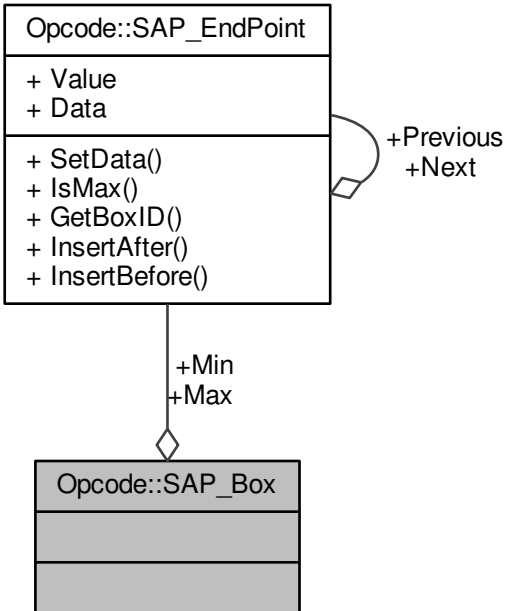 Opcode::SAP_EndPoint
+ Value
+ Data
+ SetData()
+ IsMax()
+ GetBoxID()
+ InsertAfter()
+ InsertBefore()
+Previous
+Next
+Min
+Max
Opcode::SAP_Box